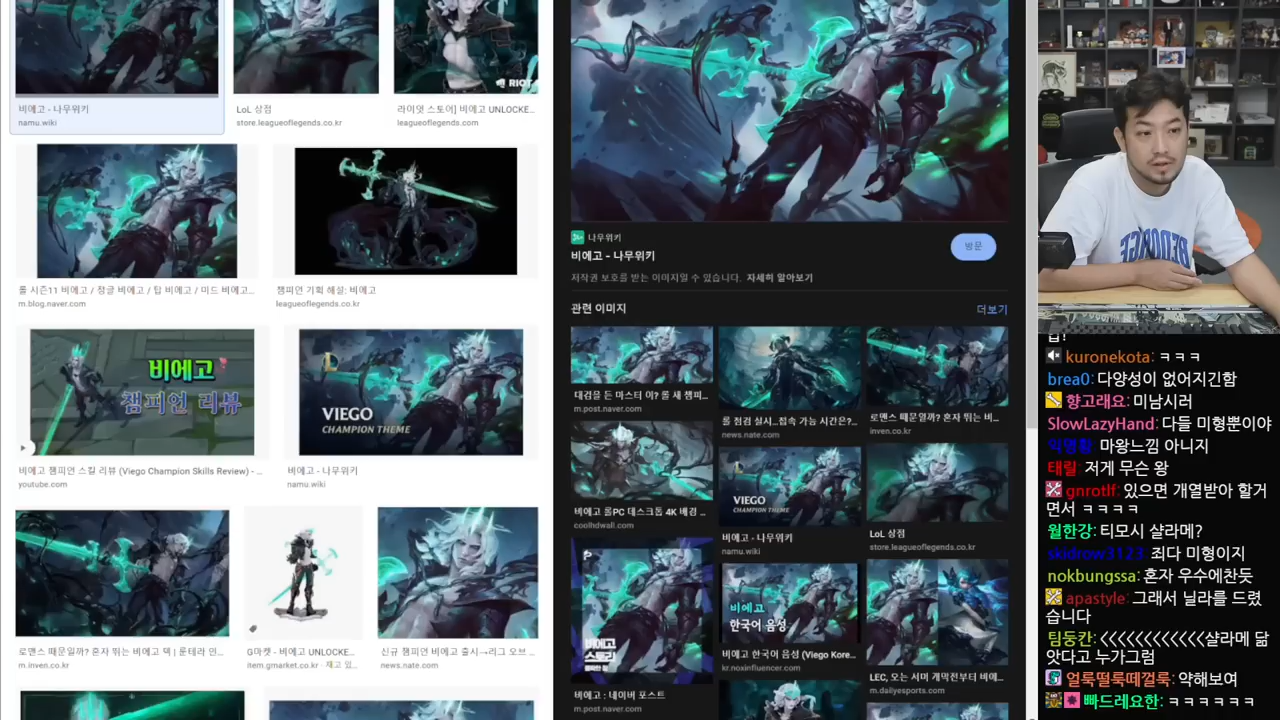 비에고 - 나무위키
namu.wiki
LoL 상점
store.leagueoflegends.co.kr
RIOT
라이엇 스토어] 비에고 UNLOCKE...
leagueoflegends.com
롤 시즌11 비에고 / 정글 비에고 / 탑 비에고 / 미드 비에고...
m.blog.naver.com
챔피언 기획 해설: 비에고
leagueoflegends.co.kr
비에고
챔피언 리뷰
비에고 챔피언 스킬 리뷰 (Viego Champion Skills Review) - ...
youtube.com
VIEGO
CHAMPION THEME
비에고 - 나무위키
namu.wiki
로맨스 때문일까? 혼자 뛰는 비에고 덱 | 룬테라 인...
m.inven.co.kr
G마켓 - 비에고 UNLOCKE...
item.gmarket.co.kr · 재고 있...
신규 챔피언 비에고 출시→리그 오브 ...
news.nate.com
나무위키
비에고 - 나무위키
방문
저작권 보호를 받는 이미지일 수 있습니다. 자세히 알아보기
관련 이미지
더보기
대검을 든 마스터 이? 롤 새 챔피...
m.post.naver.com
롤 점검 실시...접속 가능 시간은?...
news.nate.com
로맨스 때문일까? 혼자 뛰는 비...
inven.co.kr
비에고 롤PC 데스크톱 4K 배경 ...
coolhdwall.com
VIEGO
CHAMPION THEME
비에고 - 나무위키
namu.wiki
LoL 상점
store.leagueoflegends.co.kr
비에고
스토리
비에고 : 네이버 포스트
m.post.naver.com
비에고
한국어 음성
비에고 한국어 음성 (Viego Kore...
kr.noxinfluencer.com
LEC, 오는 서머 개막전부터 비에...
m.dailyesports.com
kuronekota: ㅋㅋㅋ
brea0: 다양성이 없어지긴함
향고래요: 미남시러
SlowLazyHand: 다들 미형뿐이야
익명황: 마왕느낌 아니지
태릴: 저게 무슨 왕
gnrotlf: 있으면 개열받아 할거
면서 ㅋㅋㅋㅋ
월한강: 티모시 샬라메?
skidrow3123: 죄다 미형이지
nokbungssa: 혼자 우수에찬듯
apastyle: 그래서 닐라를 드렸
습니다
팀둥칸: <<<<<<<<<<<<샬라메 닮
앗다고 누가그럼
얼룩떨룩떼껄룩: 약해보여
빠드레요한: ㅋㅋㅋㅋㅋㅋ